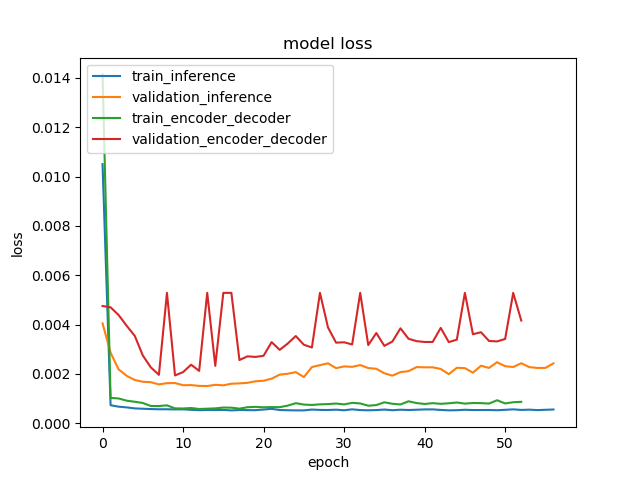 model loss
train_inference
validation_inference
train_encoder_decoder
validation_encoder_decoder
0.014
0.012
0.010
0.008
0.006
0.004
0.002
0.000
loss
0 10 20 30 40 50
epoch